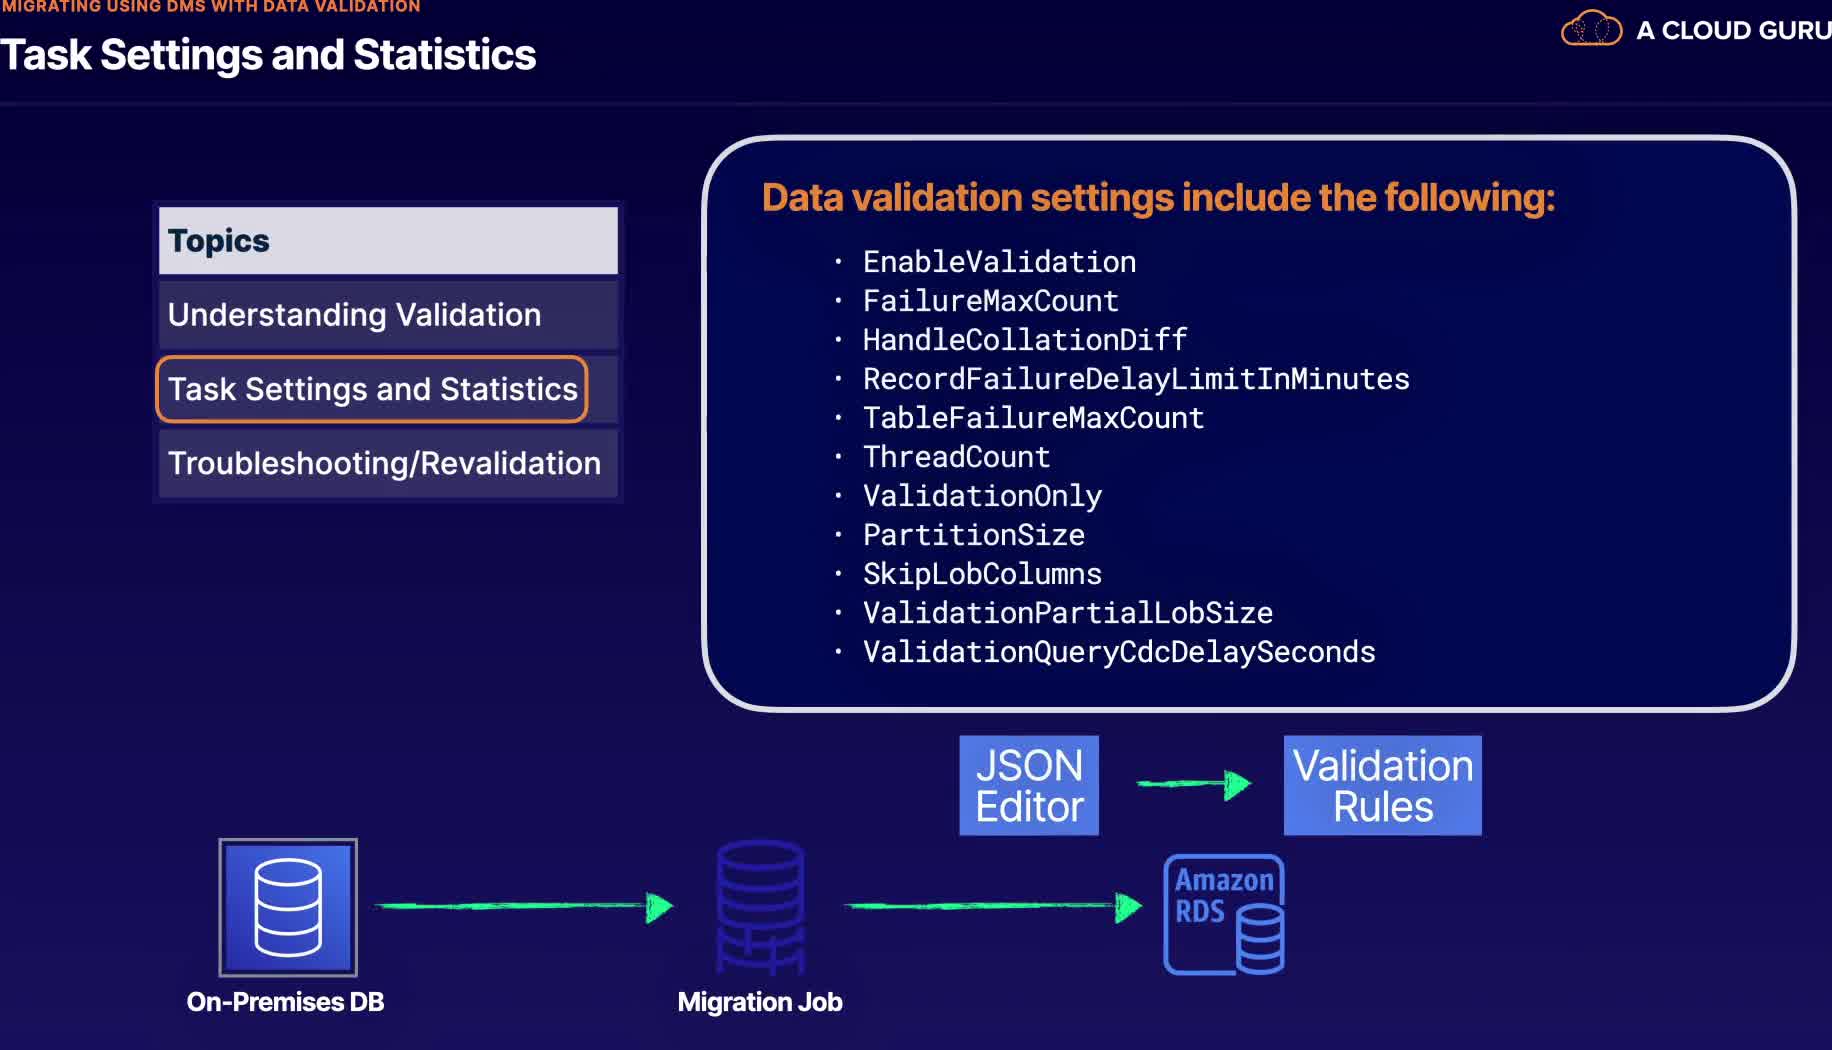 MIGRATING USING DMS WITH DATA VALIDATION
Task Settings and Statistics
A CLOUD GURU
Topics
Understanding Validation
Task Settings and Statistics
Troubleshooting/Revalidation
Data validation settings include the following:
· EnableValidation
· FailureMaxCount
· HandleCollationDiff
· RecordFailureDelayLimitInMinutes
· TableFailureMaxCount
· ThreadCount
· ValidationOnly
· PartitionSize
· SkipLobColumns
· ValidationPartialLobSize
· ValidationQueryCdcDelaySeconds
JSON
Editor
Validation
Rules
Amazon
RDS
On-Premises DB
Migration Job